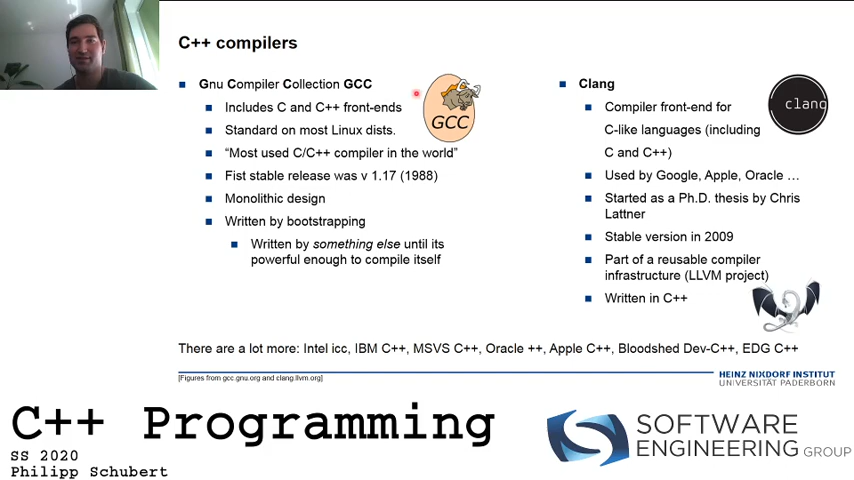 C++ compilers
Gnu Compiler Collection GCC
Includes C and C++ front-ends
Standard on most Linux dists.
“Most used C/C++ compiler in the world”
Fist stable release was v 1.17 (1988)
Monolithic design
Written by bootstrapping
Written by something else until its
powerful enough to compile itself
GCC
Clang
Compiler front-end for
C-like languages (including
C and C++)
Used by Google, Apple, Oracle …
Started as a Ph.D. thesis by Chris
Lattner
Stable version in 2009
Part of a reusable compiler
infrastructure (LLVM project)
Written in C++
clang
There are a lot more: Intel icc, IBM C++, MSVS C++, Oracle ++, Apple C++, Bloodshed Dev-C++, EDG C++
[Figures from gcc.gnu.org and clang.llvm.org]
HEINZ NIXDORF INSTITUT
UNIVERSITÄT PADERBORN
C++ Programming
SS 2020
Philipp Schubert
SOFTWARE
ENGINEERING GROUP